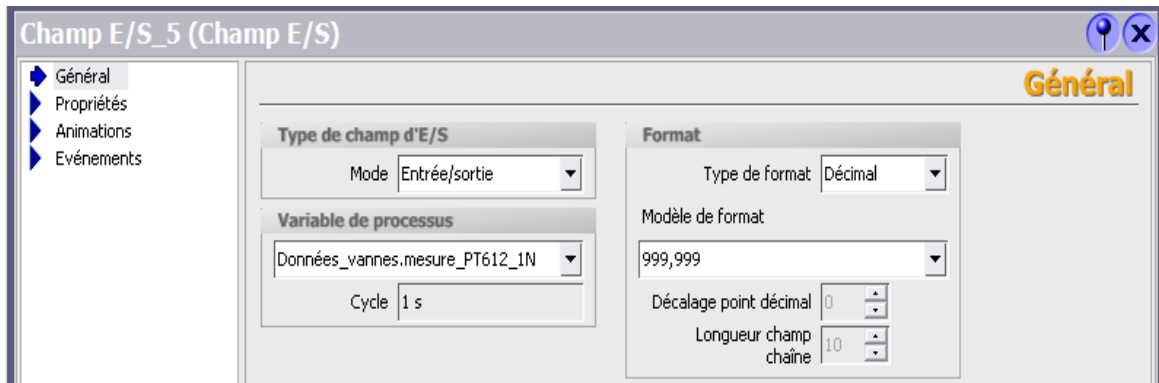 Champ E/S_5 (Champ E/S)
Général
Propriétés
Animations
Evénements
Général
Type de champ d'E/S
Mode Entrée/sortie
Variable de processus
Données_vannes.mesure_PT612_1N
Cycle 1 s
Format
Type de format Décimal
Modèle de format
999,999
Décalage point décimal 0
Longueur champ
chaîne 10